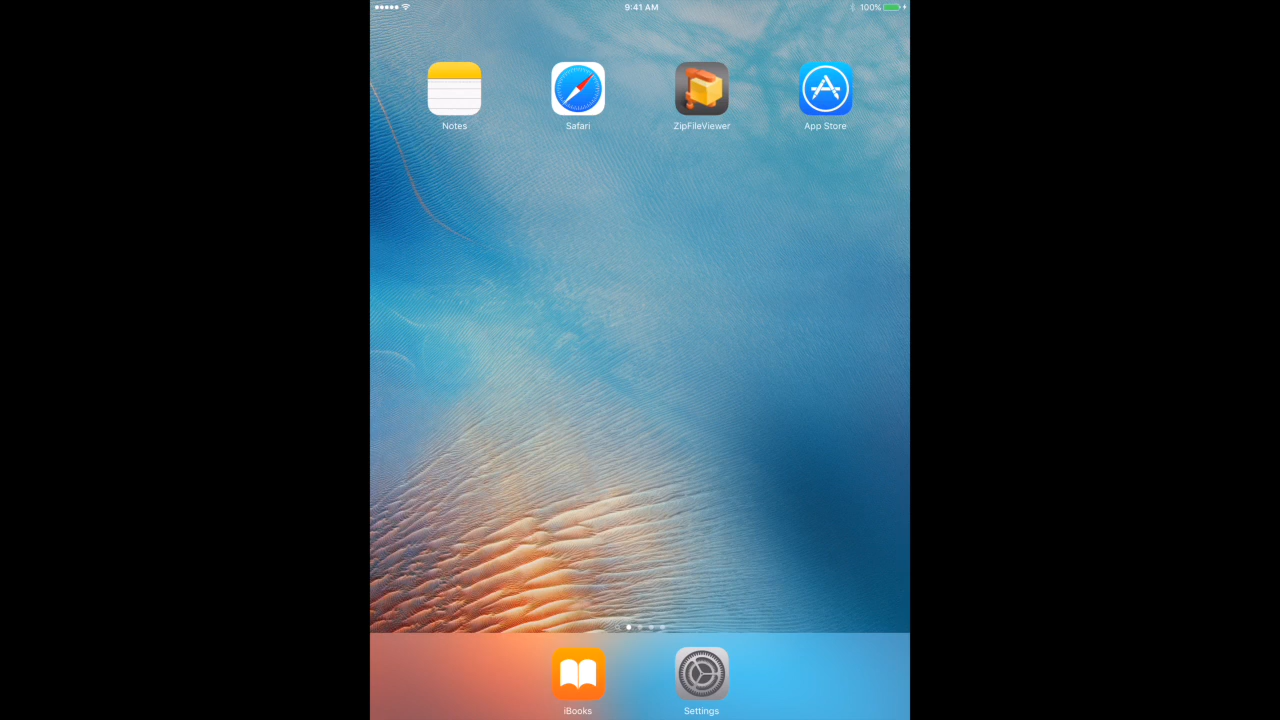 9:41 AM
100%
Notes
Safari
ZipFileViewer
App Store
iBooks
Settings